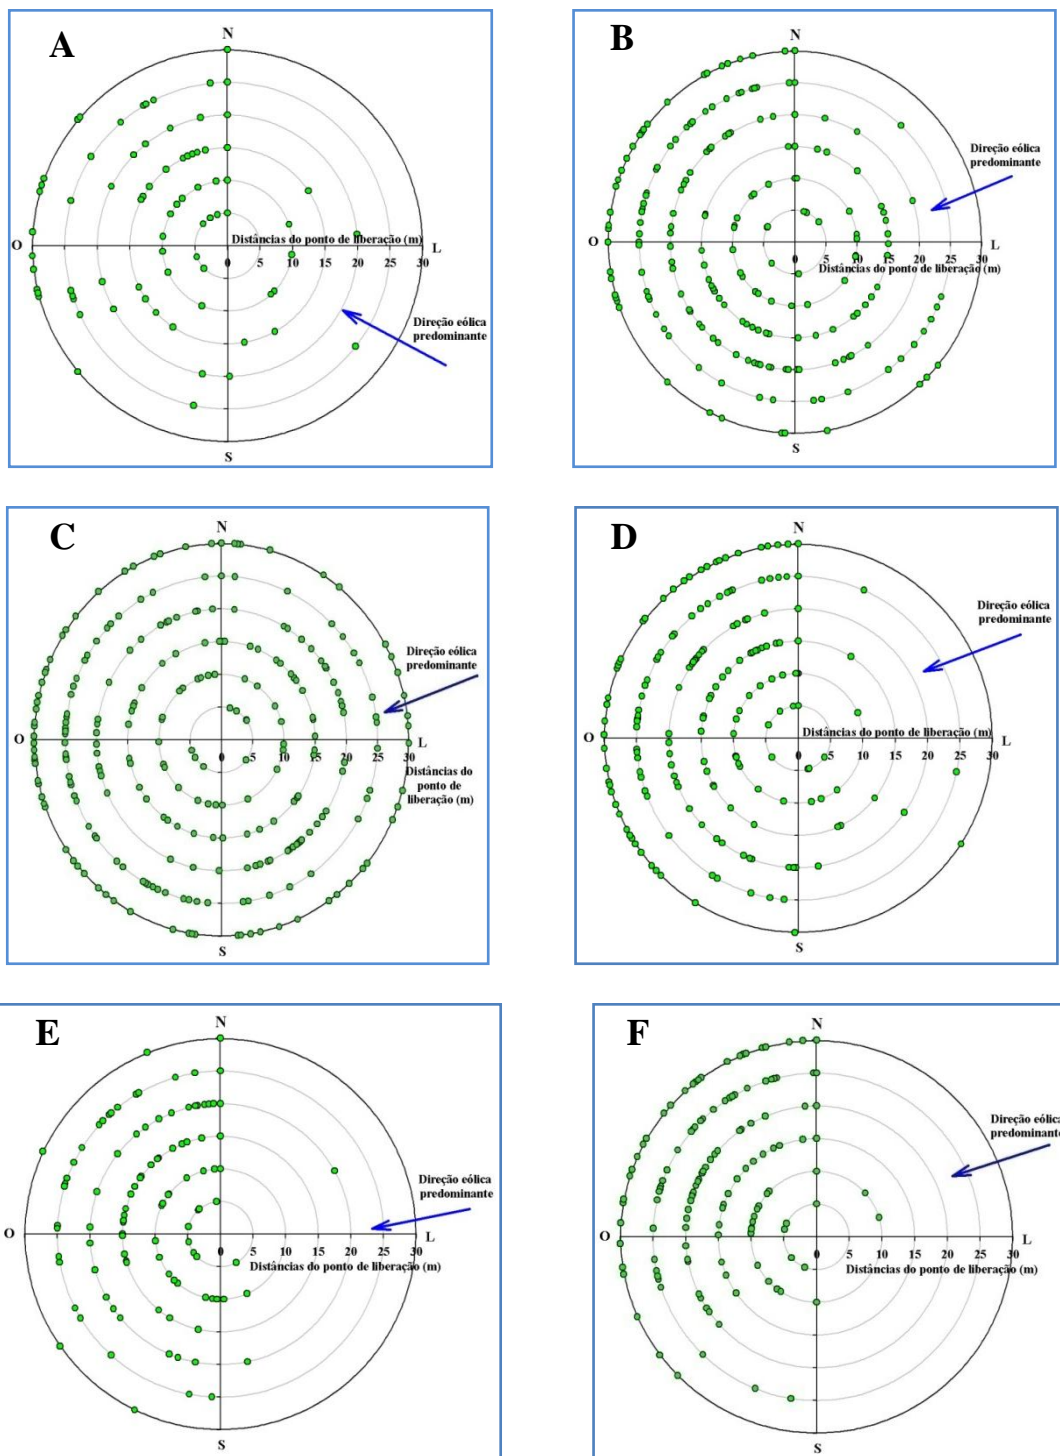 A
N
O
L
S
Distâncias do ponto de liberação (m)
0 5 10 15 20 25 30
Direção eólica
predominante
B
N
Direção eólica
predominante
O
L
Distâncias do ponto de liberação (m)
0 5 10 15 20 25 30
S
C
N
Direção eólica
predominante
O
L
0 5 10 15 20 25 30
Distâncias do
ponto de
liberação (m)
S
D
N
Direção eólica
predominante
Distâncias do ponto de liberação (m)
O
L
0 5 10 15 20 25 30
S
E
N
Direção eólica
predominante
O
L
0 5 10 15 20 25 30
Distâncias do ponto de liberação (m)
S
F
N
Direção eólica
predominante
O
L
0 5 10 15 20 25 30
Distâncias do ponto de liberação (m)
S